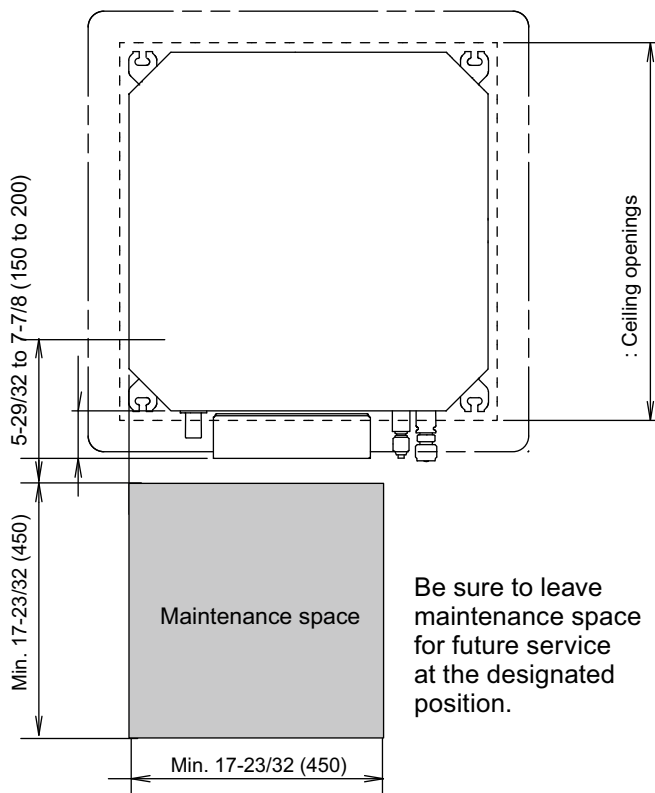 5-29/32 to 7-7/8 (150 to 200)
: Ceiling openings
Min. 17-23/32 (450)
Maintenance space
Be sure to leave
maintenance space
for future service
at the designated
position.
Min. 17-23/32 (450)